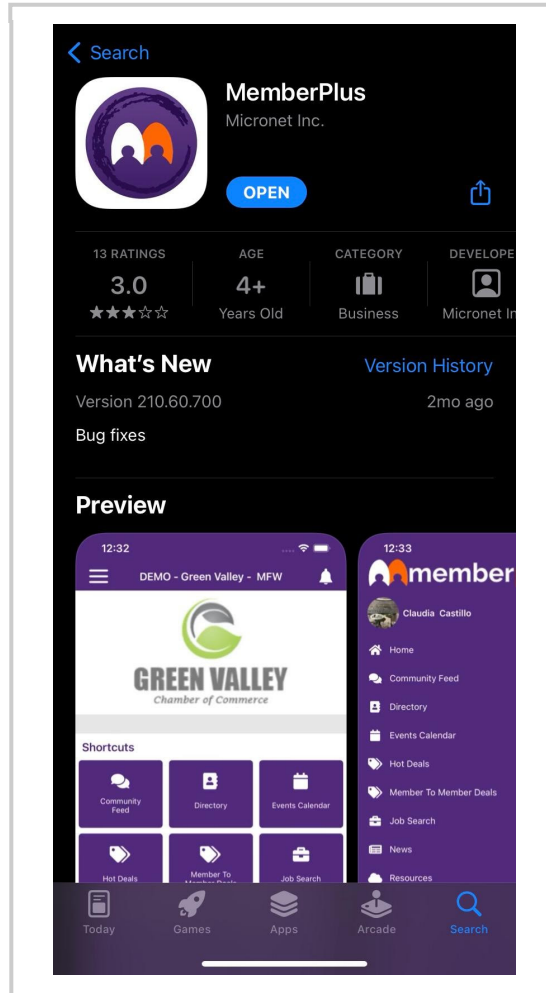 Search
MemberPlus
Micronet Inc.
OPEN
13 RATINGS
3.0
AGE
4+
Years Old
CATEGORY
Business
DEVELOPE
Micronet In
What's New
Version History
Version 210.60.700
2mo ago
Bug fixes
Preview
12:32
DEMO - Green Valley - MFW
GREEN VALLEY
Chamber of Commerce
Shortcuts
Community
Feed
Directory
Events Calendar
Hot Deals
Member To
Member Deals
Job Search
12:33
member
Claudia Castillo
Home
Community Feed
Directory
Events Calendar
Hot Deals
Member To Member Deals
Job Search
News
Resources
Today
Games
Apps
Arcade
Search